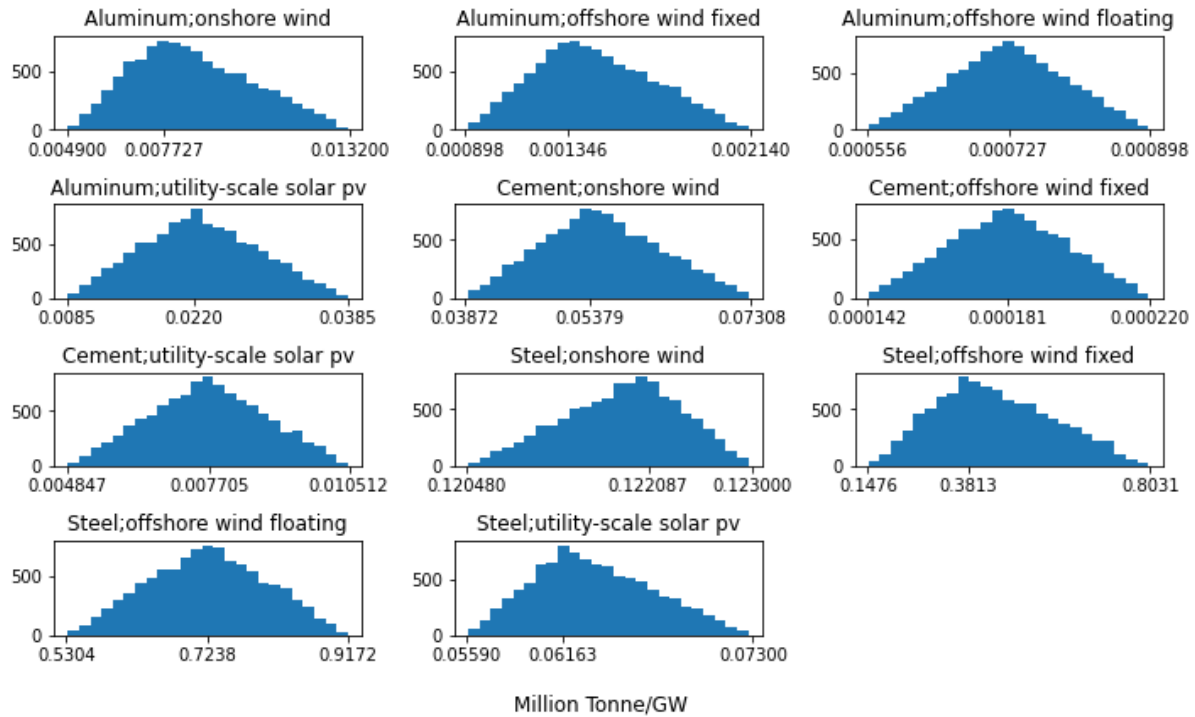 Aluminum;onshore wind
500
0
0.004900 0.007727 0.013200
Aluminum;offshore wind fixed
500
0
0.000898 0.001346 0.002140
Aluminum;offshore wind floating
500
0
0.000556 0.000727 0.000898
Aluminum;utility-scale solar pv
500
0
0.0085 0.0220 0.0385
Cement;onshore wind
500
0
0.03872 0.05379 0.07308
Cement;offshore wind fixed
500
0
0.000142 0.000181 0.000220
Cement;utility-scale solar pv
500
0
0.004847 0.007705 0.010512
Steel;onshore wind
500
0
0.120480 0.122087 0.123000
Steel;offshore wind fixed
500
0
0.1476 0.3813 0.8031
Steel;offshore wind floating
500
0
0.5304 0.7238 0.9172
Steel;utility-scale solar pv
500
0
0.05590 0.06163 0.07300
Million Tonne/GW